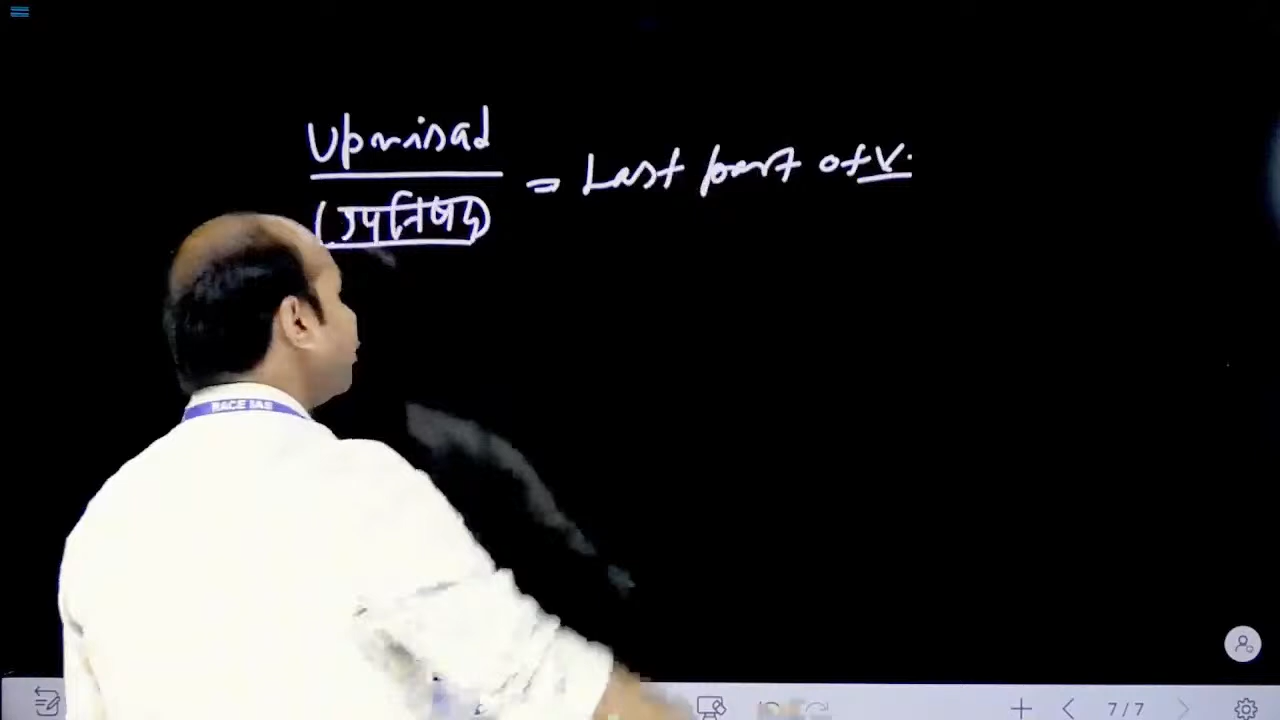 Upnisad
(उपनिषद)
= Last part of V.
RACE IAS
7/7